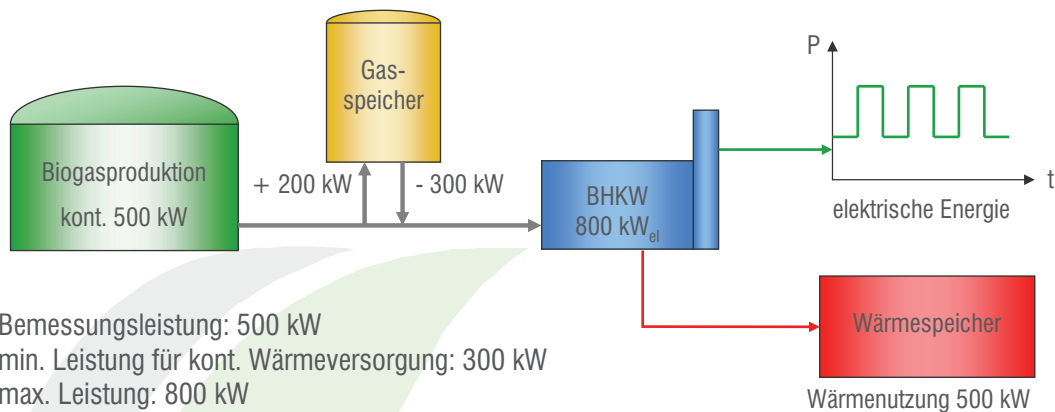 P
Gas-
speicher
Biogasproduktion
kont. 500 kW
+ 200 kW
- 300 kW
BHKW
800 kWel
t
elektrische Energie
Bemessungsleistung: 500 kW
min. Leistung für kont. Wärmeversorgung: 300 kW
max. Leistung: 800 kW
Wärmespeicher
Wärmenutzung 500 kW